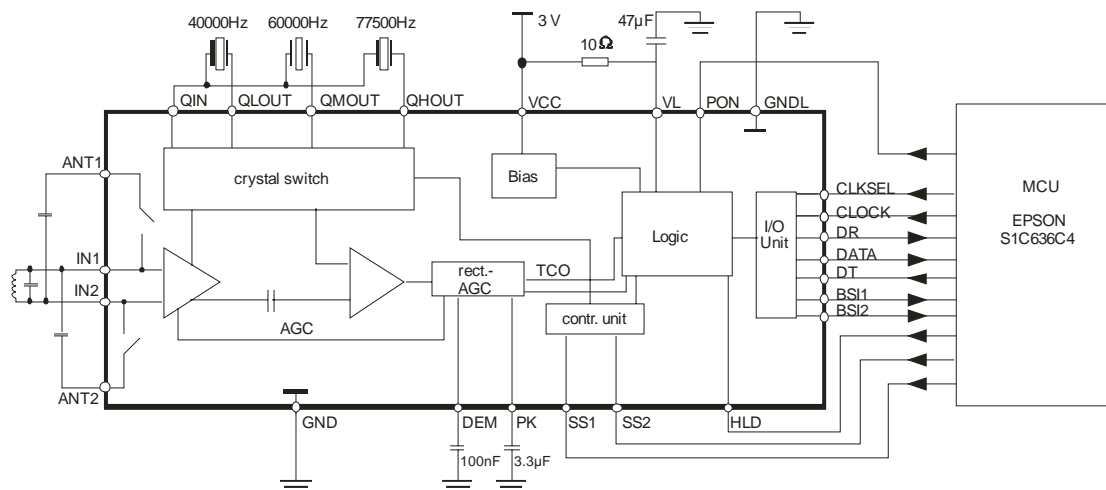 40000Hz 60000Hz 77500Hz
3 V
47µF
10Ω
QIN QLOUT QMOUT QHOUT VCC VL PON GNDL
ANT1
crystal switch
Bias
MCU
EPSON
S1C636C4
CLKSEL
CLOCK
I/O
Unit
Logic
DR
DATA
DT
BSI1
BSI2
IN1
IN2
rect.-
AGC
TCO
contr. unit
AGC
ANT2
GND DEM PK SS1 SS2 HLD
100nF 3.3µF